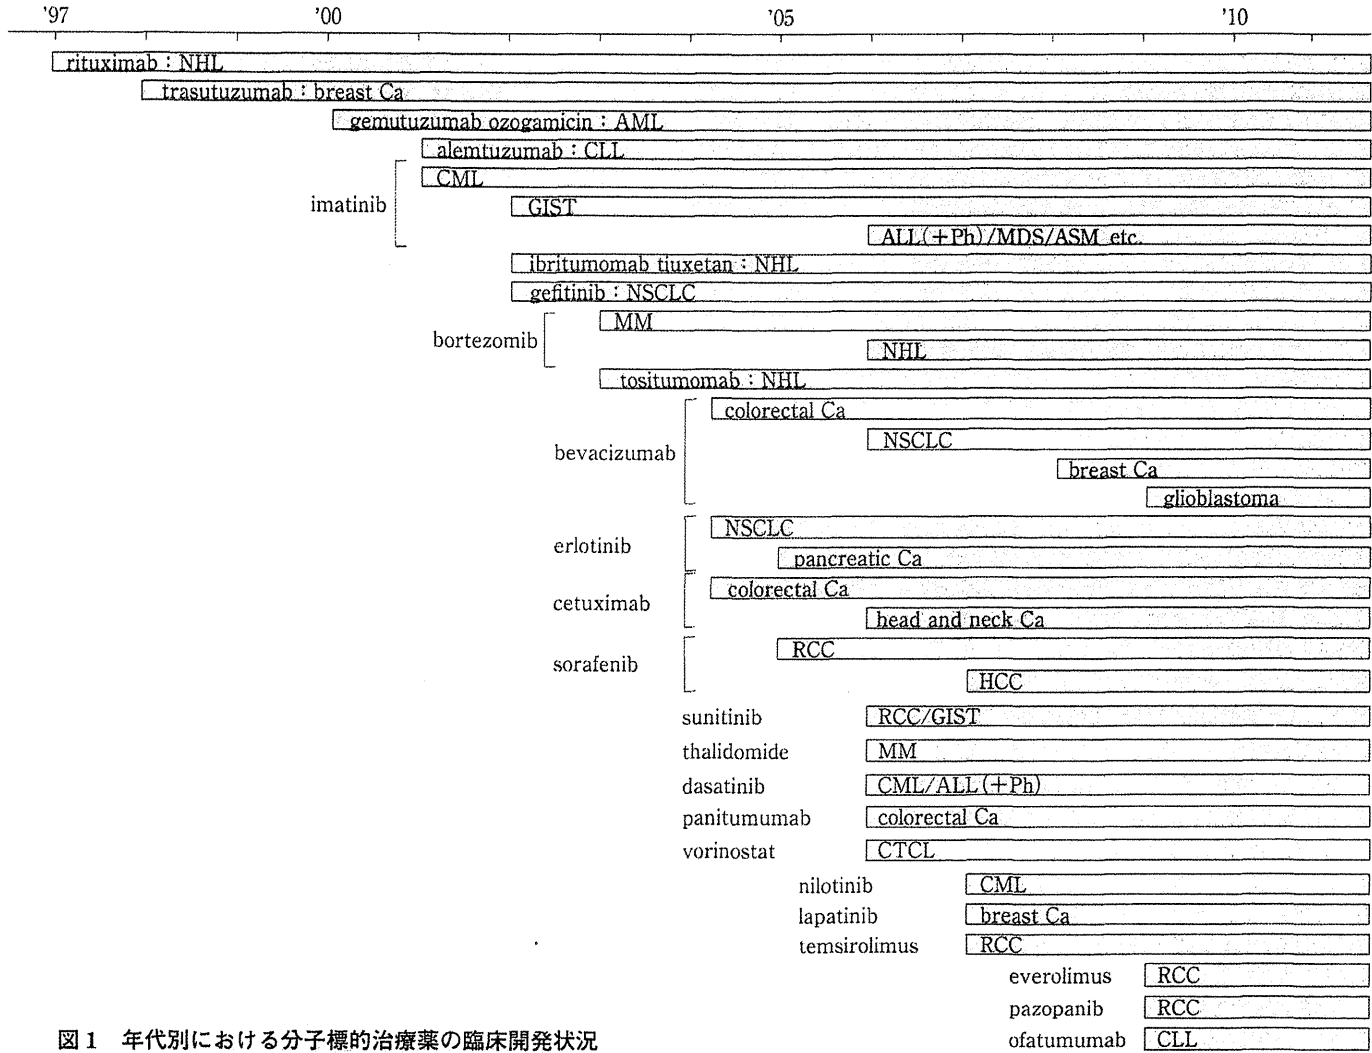 '97 '00 '05 '10
rituximab：NHL
trasutuzumab：breast Ca
gemutuzumab ozogamicin：AML
alemtuzumab：CLL
imatinib
CML
GIST
ALL(+Ph)/MDS/ASM etc.
ibritumomab tiuxetan：NHL
gefitinib：NSCLC
bortezomib
MM
NHL
tositumomab：NHL
bevacizumab
colorectal Ca
NSCLC
breast Ca
glioblastoma
erlotinib
NSCLC
pancreatic Ca
cetuximab
colorectal Ca
head and neck Ca
sorafenib
RCC
HCC
sunitinib RCC/GIST
thalidomide MM
dasatinib CML/ALL(+Ph)
panitumumab colorectal Ca
vorinostat CTCL
nilotinib CML
lapatinib breast Ca
temsirolimus RCC
everolimus RCC
pazopanib RCC
ofatumumab CLL
図1 年代別における分子標的治療薬の臨床開発状況